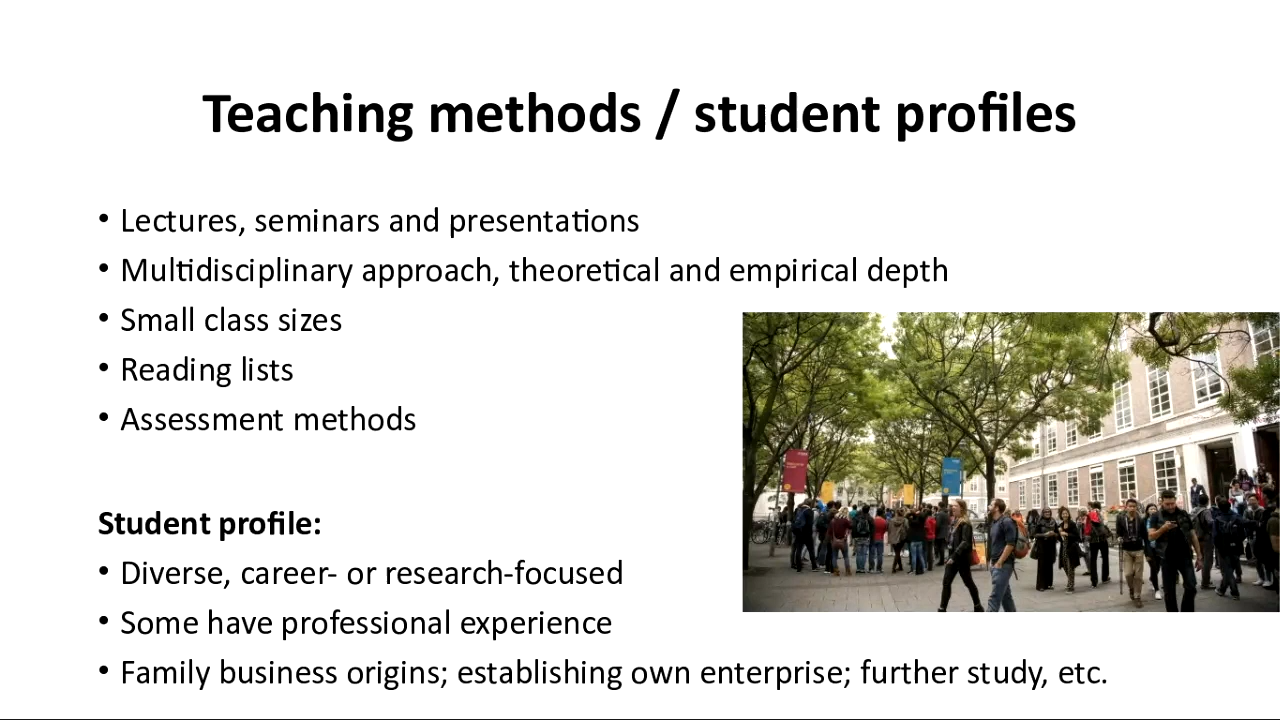 Teaching methods / student profiles
• Lectures, seminars and presentations
• Multidisciplinary approach, theoretical and empirical depth
• Small class sizes
• Reading lists
• Assessment methods
Student profile:
• Diverse, career- or research-focused
• Some have professional experience
• Family business origins; establishing own enterprise; further study, etc.